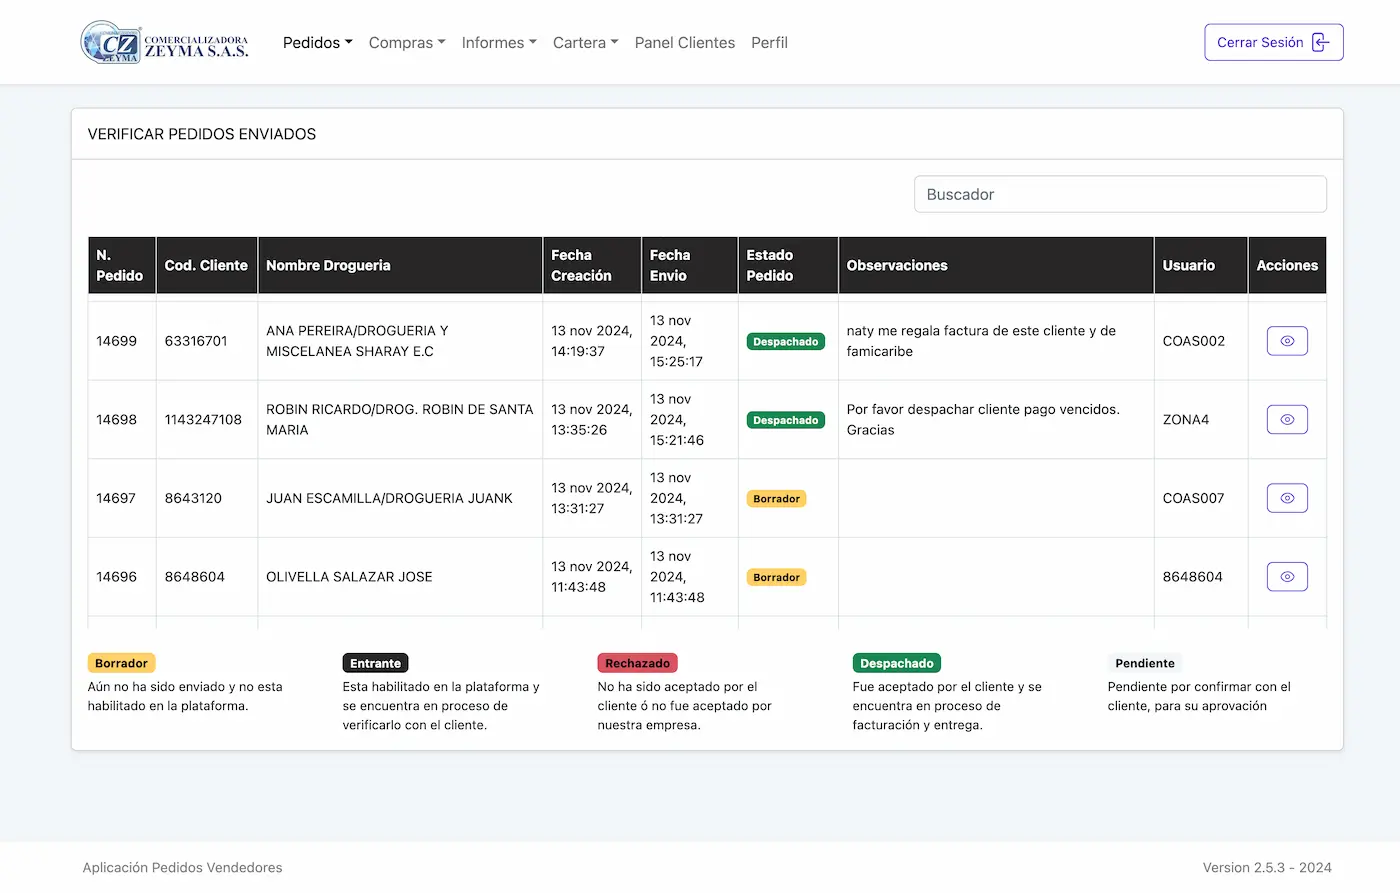 CZ
ZEYMA
COMERCIALIZADORA
ZEYMA S.A.S.
Pedidos
Compras
Informes
Cartera
Panel Clientes
Perfil
Cerrar Sesión
VERIFICAR PEDIDOS ENVIADOS
Buscador
N.
Pedido
Cod. Cliente
Nombre Drogueria
Fecha
Creación
Fecha
Envio
Estado
Pedido
Observaciones
Usuario
Acciones
14699
63316701
ANA PEREIRA/DROGUERIA Y
MISCELANEA SHARAY E.C
13 nov 2024,
14:19:37
13 nov
2024,
15:25:17
Despachado
naty me regala factura de este cliente y de
famicaribe
COAS002
14698
1143247108
ROBIN RICARDO/DROG. ROBIN DE SANTA
MARIA
13 nov 2024,
13:35:26
13 nov
2024,
15:21:46
Despachado
Por favor despachar cliente pago vencidos.
Gracias
ZONA4
14697
8643120
JUAN ESCAMILLA/DROGUERIA JUANK
13 nov 2024,
13:31:27
13 nov
2024,
13:31:27
Borrador
COAS007
14696
8648604
OLIVELLA SALAZAR JOSE
13 nov 2024,
11:43:48
13 nov
2024,
11:43:48
Borrador
8648604
Borrador
Aún no ha sido enviado y no esta
habilitado en la plataforma.
Entrante
Esta habilitado en la plataforma y
se encuentra en proceso de
verificarlo con el cliente.
Rechazado
No ha sido aceptado por el
cliente ó no fue aceptado por
nuestra empresa.
Despachado
Fue aceptado por el cliente y se
encuentra en proceso de
facturación y entrega.
Pendiente
Pendiente por confirmar con el
cliente, para su aprovación
Aplicación Pedidos Vendedores
Version 2.5.3 - 2024